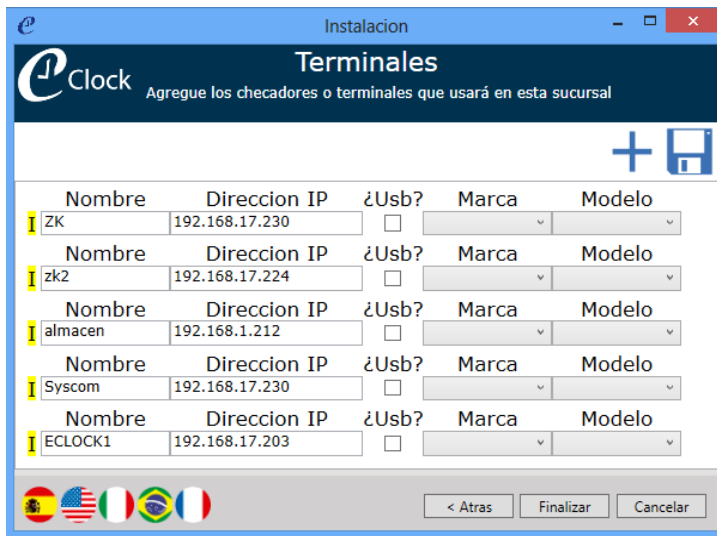 Instalacion
eClock
Terminales
Agregue los checadores o terminales que usará en esta sucursal
Nombre Direccion IP ¿Usb? Marca Modelo
I ZK 192.168.17.230
Nombre Direccion IP ¿Usb? Marca Modelo
I zk2 192.168.17.224
Nombre Direccion IP ¿Usb? Marca Modelo
I almacen 192.168.1.212
Nombre Direccion IP ¿Usb? Marca Modelo
I Syscom 192.168.17.230
Nombre Direccion IP ¿Usb? Marca Modelo
I ECLOCK1 192.168.17.203
< Atras Finalizar Cancelar